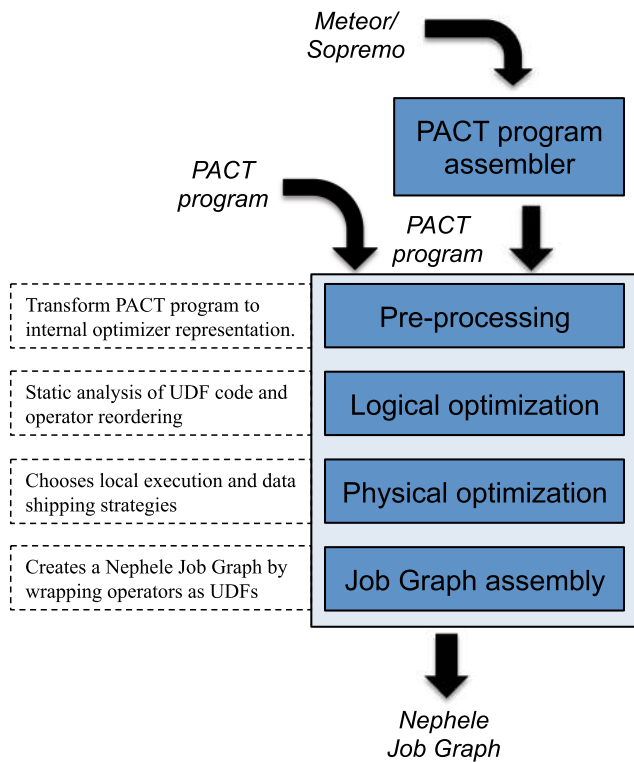 Meteor/
Sopremo
PACT program
assembler
PACT
program
PACT
program
Transform PACT program to
internal optimizer representation.
Pre-processing
Static analysis of UDF code and
operator reordering
Logical optimization
Chooses local execution and data
shipping strategies
Physical optimization
Creates a Nephele Job Graph by
wrapping operators as UDFs
Job Graph assembly
Nephele
Job Graph